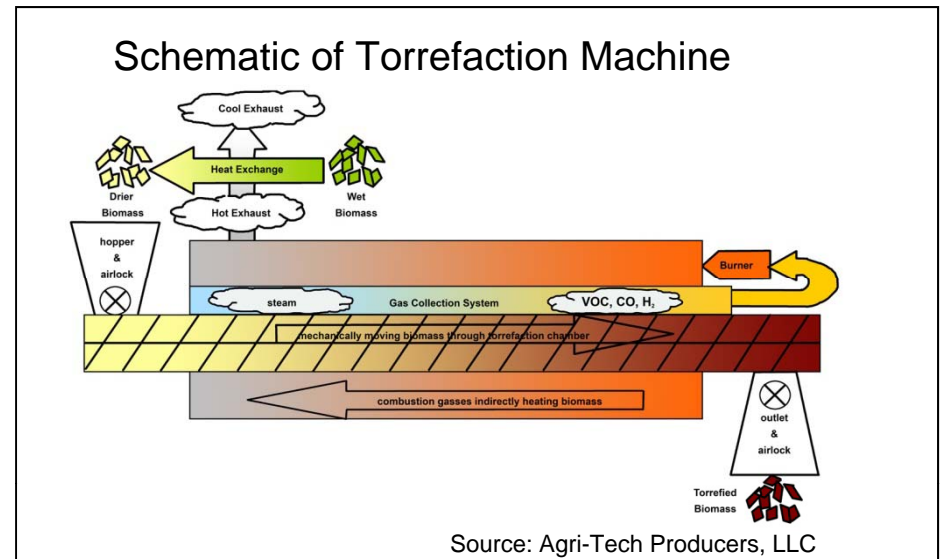 Schematic of Torrefaction Machine
Cool Exhaust
Heat Exchange
Drier
Biomass
Wet
Biomass
Hot Exhaust
hopper
&
airlock
Burner
steam
Gas Collection System
VOC, CO, H₂
mechanically moving biomass through torrefaction chamber
combustion gasses indirectly heating biomass
outlet
&
airlock
Torrefied
Biomass
Source: Agri-Tech Producers, LLC